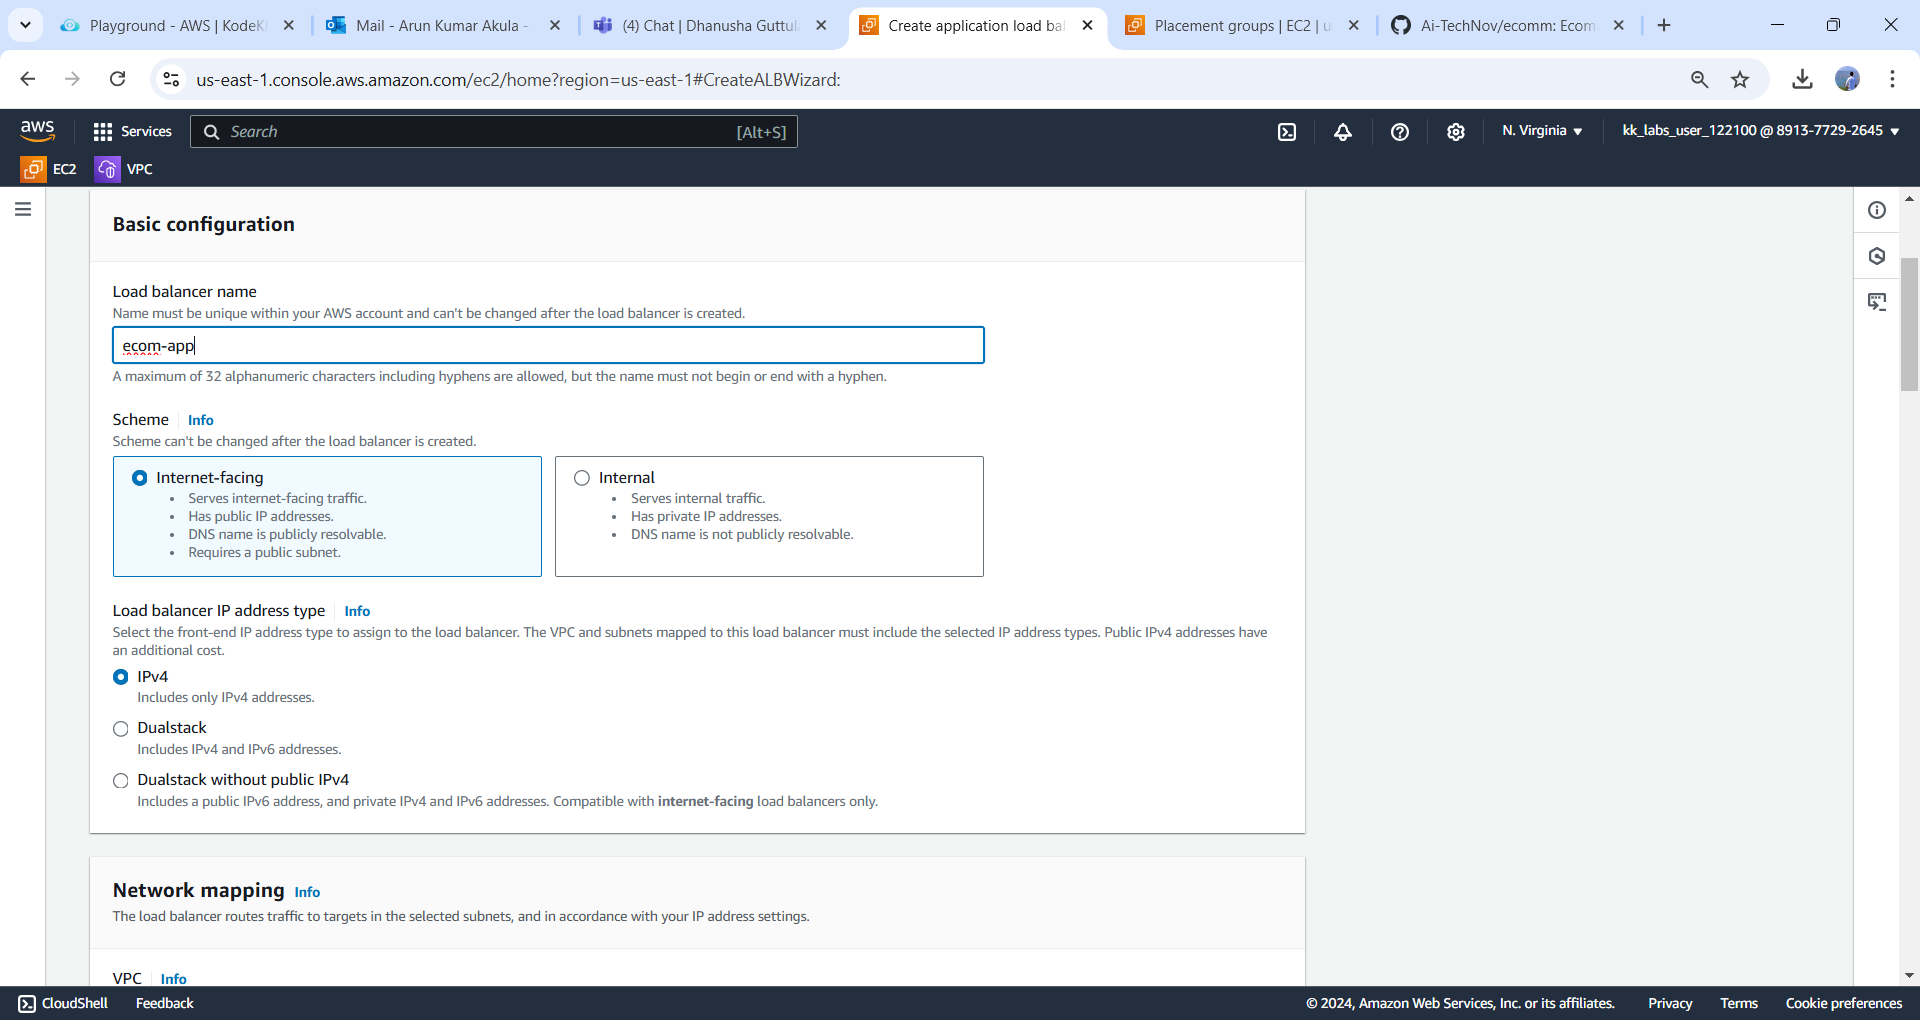 Playground - AWS | KodeK
Mail - Arun Kumar Akula -
(4) Chat | Dhanusha Guttula
Create application load bal
Placement groups | EC2 | u
Ai-TechNov/ecomm: Ecom
us-east-1.console.aws.amazon.com/ec2/home?region=us-east-1#CreateALBWizard:
aws
Services
Search
[Alt+S]
N. Virginia
kk_labs_user_122100 @ 8913-7729-2645
EC2
VPC
Basic configuration
Load balancer name
Name must be unique within your AWS account and can't be changed after the load balancer is created.
ecom-app
A maximum of 32 alphanumeric characters including hyphens are allowed, but the name must not begin or end with a hyphen.
Scheme Info
Scheme can't be changed after the load balancer is created.
Internet-facing
• Serves internet-facing traffic.
• Has public IP addresses.
• DNS name is publicly resolvable.
• Requires a public subnet.
Internal
• Serves internal traffic.
• Has private IP addresses.
• DNS name is not publicly resolvable.
Load balancer IP address type Info
Select the front-end IP address type to assign to the load balancer. The VPC and subnets mapped to this load balancer must include the selected IP address types. Public IPv4 addresses have
an additional cost.
IPv4
Includes only IPv4 addresses.
Dualstack
Includes IPv4 and IPv6 addresses.
Dualstack without public IPv4
Includes a public IPv6 address, and private IPv4 and IPv6 addresses. Compatible with internet-facing load balancers only.
Network mapping Info
The load balancer routes traffic to targets in the selected subnets, and in accordance with your IP address settings.
VPC Info
CloudShell
Feedback
© 2024, Amazon Web Services, Inc. or its affiliates.
Privacy
Terms
Cookie preferences